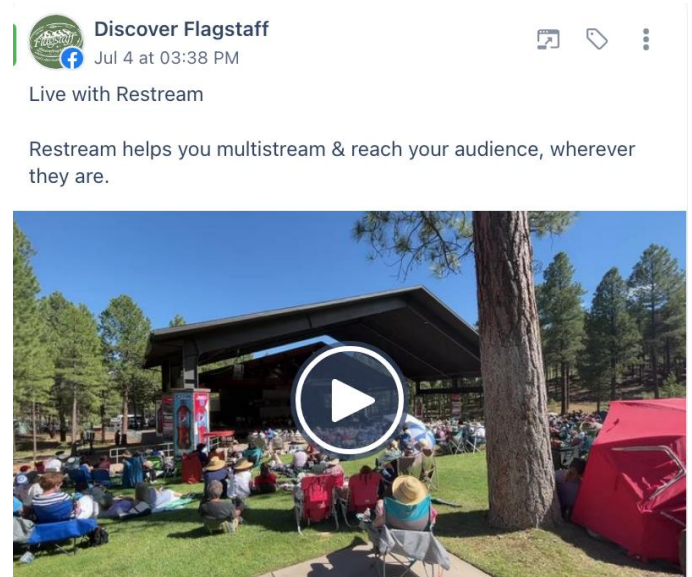 Discover Flagstaff
Jul 4 at 03:38 PM
Live with Restream
Restream helps you multistream & reach your audience, wherever
they are.